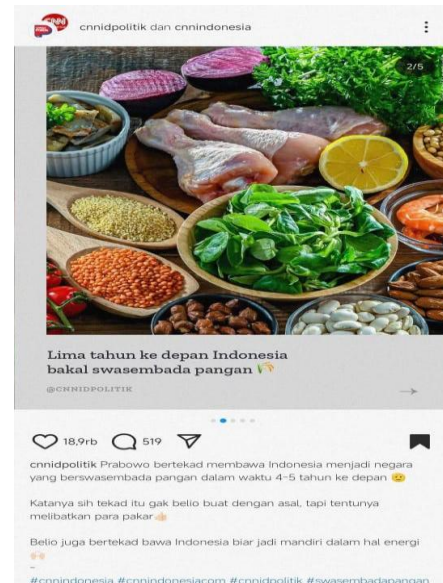 CNNI
cnnidpolitik dan cnnindonesia
2/5
Lima tahun ke depan Indonesia
bakal swasembada pangan 🌾
@CNNIDPOLITIK
18,9rb 519
cnnidpolitik Prabowo bertekad membawa Indonesia menjadi negara
yang berswasembada pangan dalam waktu 4-5 tahun ke depan 😉
Katanya sih tekad itu gak belio buat dengan asal, tapi tentunya
melibatkan para pakar👍🏻
Belio juga bertekad bawa Indonesia biar jadi mandiri dalam hal energi
🙌🏻
–
#cnnindonesia #cnnindonesiacom #cnnidpolitik #swasembadapangan